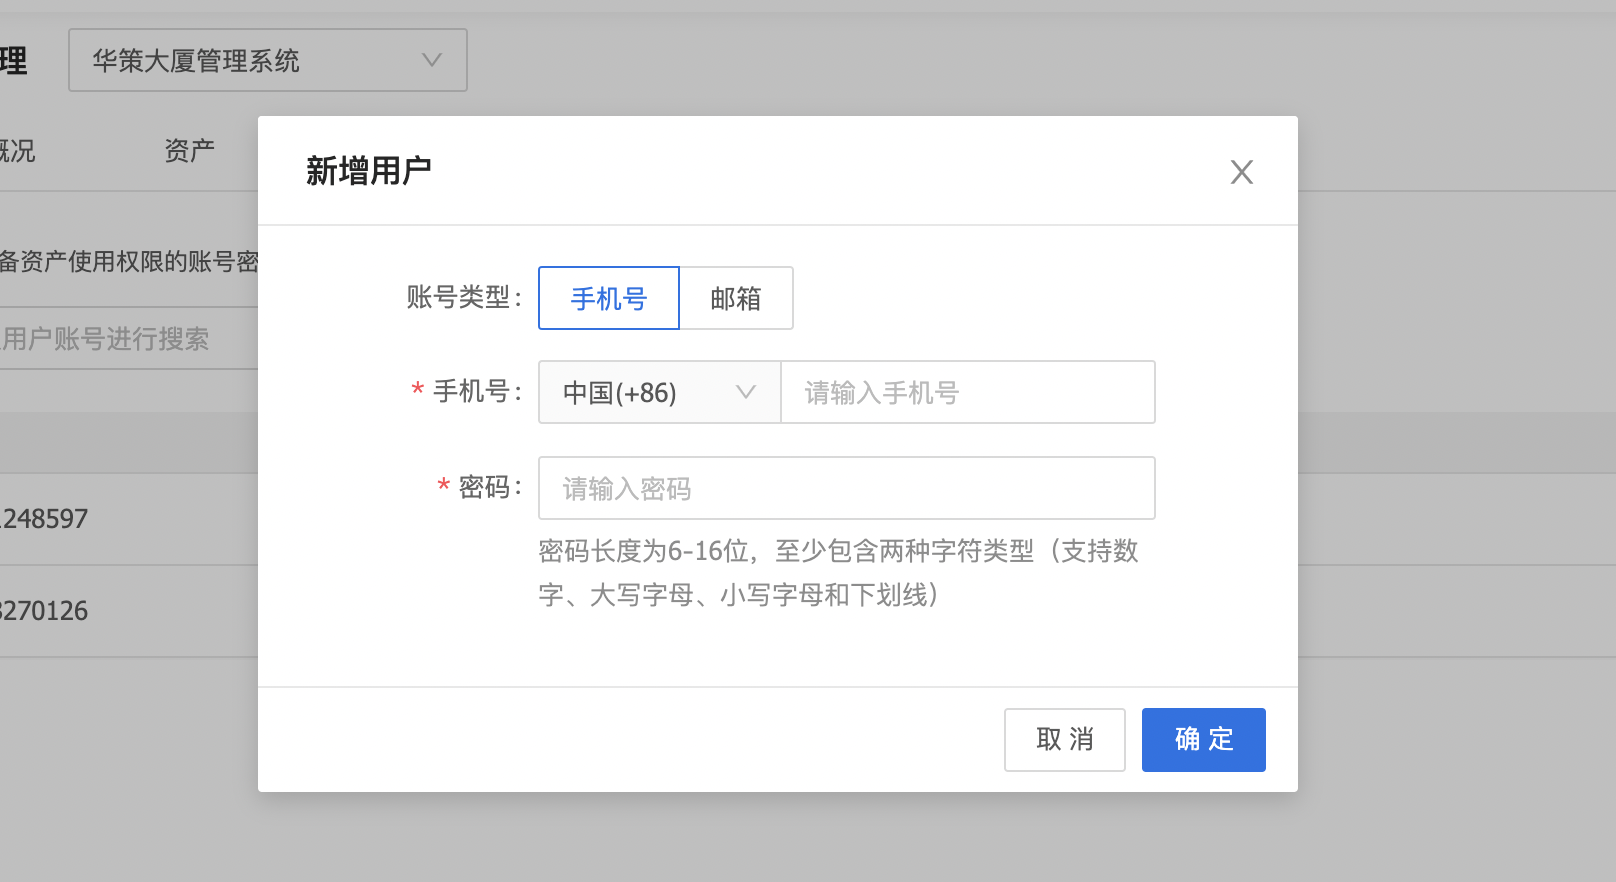 理 华策大厦管理系统
概况 资产
备资产使用权限的账号密
用户账号进行搜索
1248597
8270126
新增用户
账号类型：
手机号 邮箱
* 手机号：
中国(+86)
请输入手机号
* 密码：
请输入密码
密码长度为6-16位，至少包含两种字符类型（支持数
字、大写字母、小写字母和下划线）
取 消 确 定